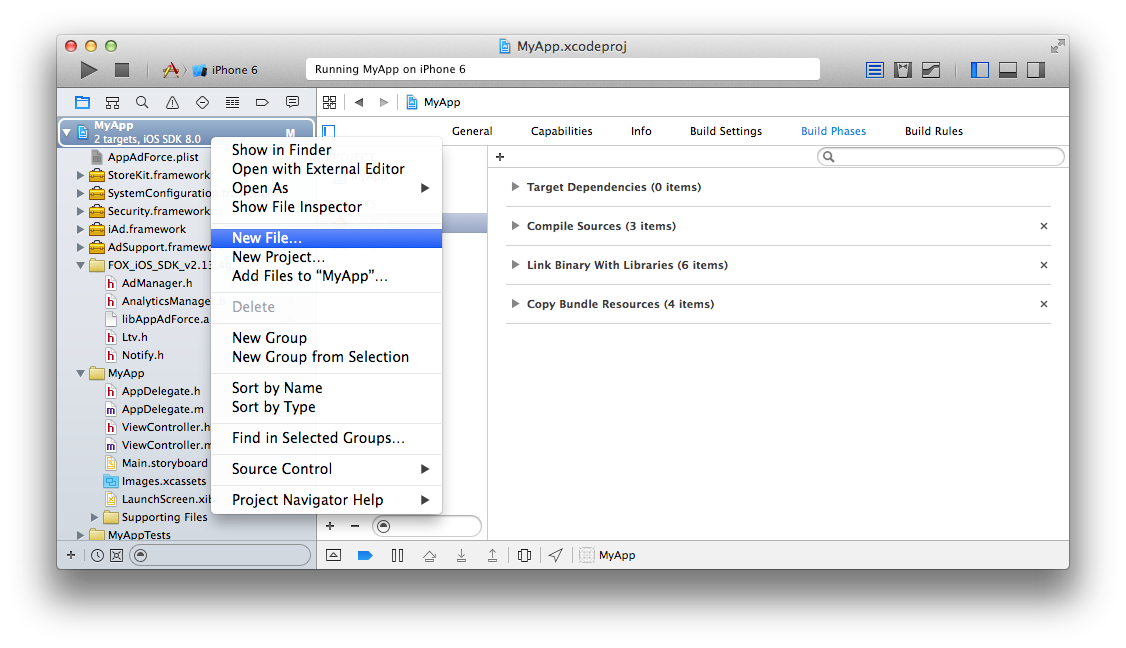 MyApp.xcodeproj
iPhone 6
Running MyApp on iPhone 6
MyApp
MyApp
2 targets, iOS SDK 8.0
M
General
Capabilities
Info
Build Settings
Build Phases
Build Rules
AppAdForce.plist
StoreKit.framework
SystemConfiguratio
Security.framework
iAd.framework
AdSupport.framewo
FOX_iOS_SDK_v2.13
AdManager.h
AnalyticsManage
libAppAdForce.a
Ltv.h
Notify.h
MyApp
AppDelegate.h
AppDelegate.m
ViewController.h
ViewController.m
Main.storyboard
Images.xcassets
LaunchScreen.xib
Supporting Files
MyAppTests
Show in Finder
Open with External Editor
Open As
Show File Inspector
New File...
New Project...
Add Files to “MyApp”...
Delete
New Group
New Group from Selection
Sort by Name
Sort by Type
Find in Selected Groups...
Source Control
Project Navigator Help
Target Dependencies (0 items)
Compile Sources (3 items)
Link Binary With Libraries (6 items)
Copy Bundle Resources (4 items)
MyApp